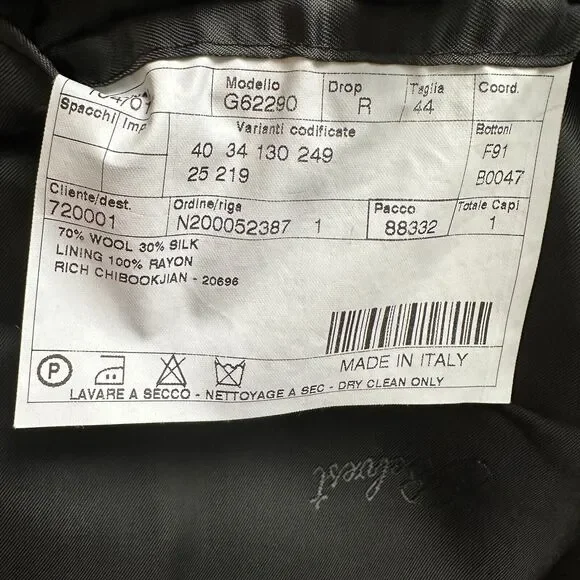 Modello Drop Taglia Coord.
G62290 R 44
Spacchi Imp Varianti codificate Bottoni
40 34 130 249 F91
25 219 B0047
Cliente/dest. Ordine/riga Pacco Totale Capi
720001 N200052387 1 88332 1
70% WOOL 30% SILK
LINING 100% RAYON
RICH CHIBOOKJIAN - 20696
MADE IN ITALY
P
LAVARE A SECCO - NETTOYAGE A SEC - DRY CLEAN ONLY
Belvest